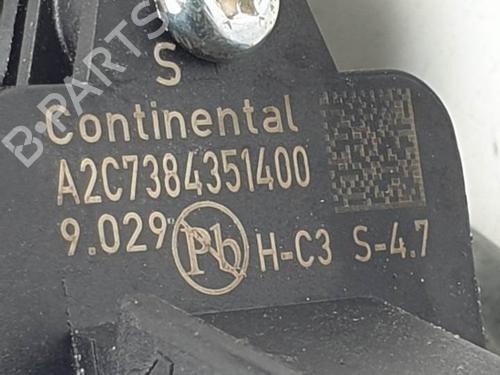 S
Continental
A2C7384351400
9.029 Pb H-C3 S-4.7
B-PARTS